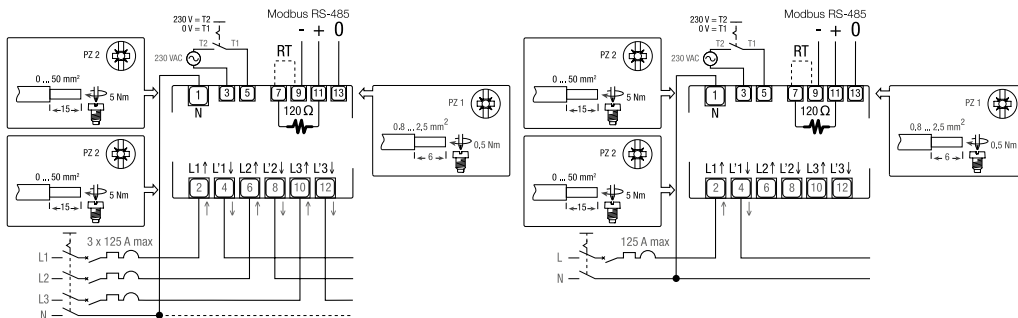 230 V = T2
0 V = T1
Modbus RS-485
T2 T1
RT
- + 0
230 VAC
PZ 2
0 ... 50 mm²
15
5 Nm
1 3 5 7 9 11 13
N
120 Ω
PZ 1
0,8 ... 2,5 mm²
6
0,5 Nm
PZ 2
0 ... 50 mm²
15
5 Nm
L1↑ L'1↓ L2↑ L'2↓ L3↑ L'3↓
2 4 6 8 10 12
3 x 125 A max
L1
L2
L3
N
230 V = T2
0 V = T1
Modbus RS-485
T2 T1
RT
- + 0
230 VAC
PZ 2
0 ... 50 mm²
15
5 Nm
1 3 5 7 9 11 13
N
120 Ω
PZ 1
0,8 ... 2,5 mm²
6
0,5 Nm
PZ 2
0 ... 50 mm²
15
5 Nm
L1↑ L'1↓ L2↑ L'2↓ L3↑ L'3↓
2 4 6 8 10 12
125 A max
L
N